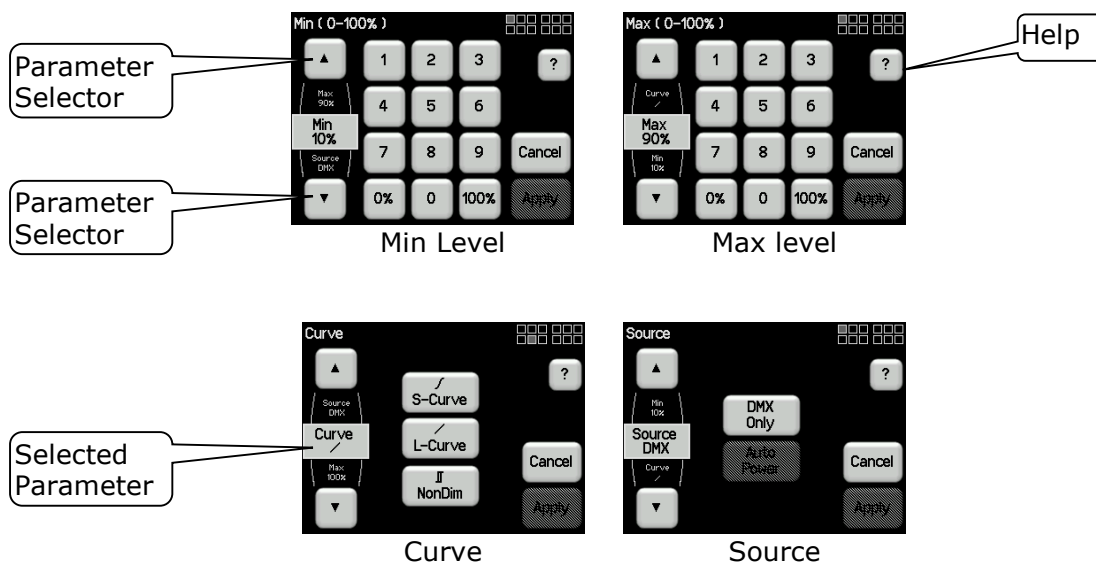 Min ( 0-100% )
Max ( 0-100% )
Help
Parameter
Selector
▲
1
2
3
?
Max
90%
4
5
6
Min
10%
7
8
9
Cancel
Source
DMX
▼
0%
0
100%
Apply
▲
1
2
3
?
Curve
4
5
6
Max
90%
7
8
9
Cancel
Min
10%
▼
0%
0
100%
Apply
Parameter
Selector
Min Level
Max level
Curve
▲
?
Source
DMX
S-Curve
Curve
L-Curve
Max
100%
NonDim
Cancel
▼
Apply
Source
▲
?
Min
10%
DMX
Only
Source
DMX
Auto
Power
Curve
Cancel
▼
Apply
Selected
Parameter
Curve
Source